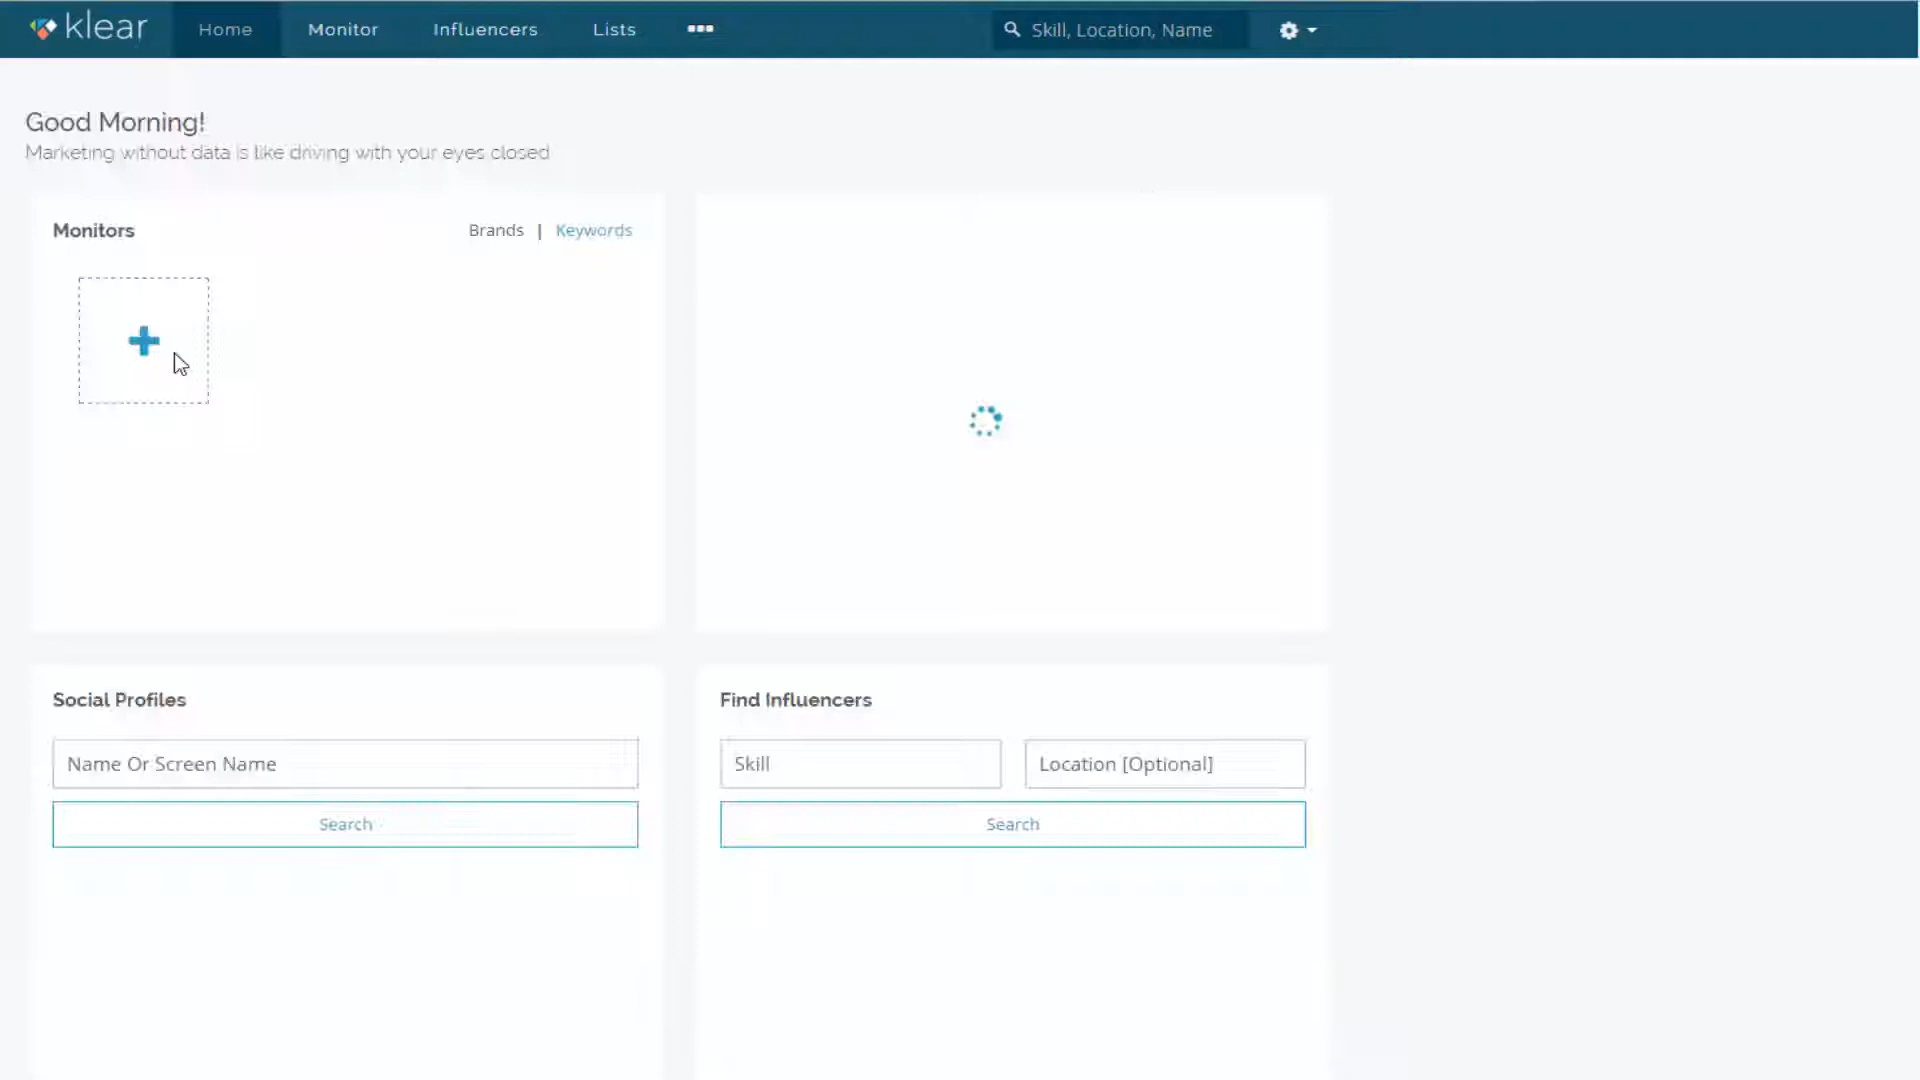 klear Home Monitor Influencers Lists Skill, Location, Name
Good Morning!
Marketing without data is like driving with your eyes closed
Monitors Brands | Keywords
Social Profiles
Name Or Screen Name
Search
Find Influencers
Skill Location [Optional]
Search